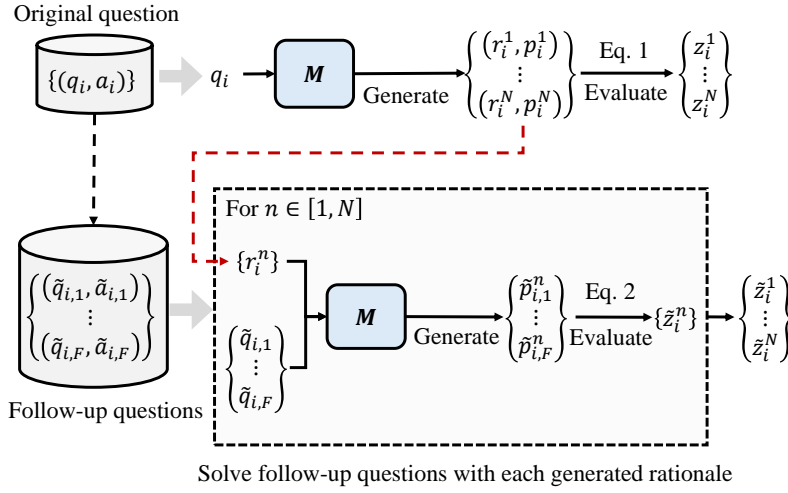 Original question
{(q_i, a_i)}
q_i
M
Generate
{(r_i^1, p_i^1)
⋮
(r_i^N, p_i^N)}
Eq. 1
Evaluate
{z_i^1
⋮
z_i^N}
For n ∈ [1, N]
{(q̃_{i,1}, ã_{i,1})
⋮
(q̃_{i,F}, ã_{i,F})}
Follow-up questions
{r_i^n}
{q̃_{i,1}
⋮
q̃_{i,F}}
M
Generate
{p̃_{i,1}^n
⋮
p̃_{i,F}^n}
Eq. 2
Evaluate
{z̃_i^n}
{z̃_i^1
⋮
z̃_i^N}
Solve follow-up questions with each generated rationale